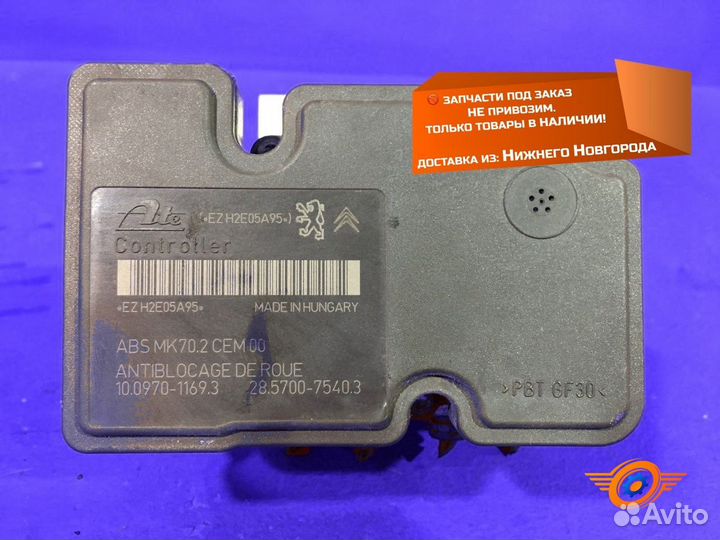 ЗАПЧАСТИ ПОД ЗАКАЗ
НЕ ПРИВОЗИМ.
ТОЛЬКО ТОВАРЫ В НАЛИЧИИ!
ДОСТАВКА ИЗ: НИЖНЕГО НОВГОРОДА
Ate (*EZ H2E05A95*)
Controller
*EZ H2E05A95* MADE IN HUNGARY
ABS MK70.2 CEM 00
ANTIBLOCAGE DE ROUE
10.0970-1169.3 28.5700-7540.3
>PBT GF30<
Avito